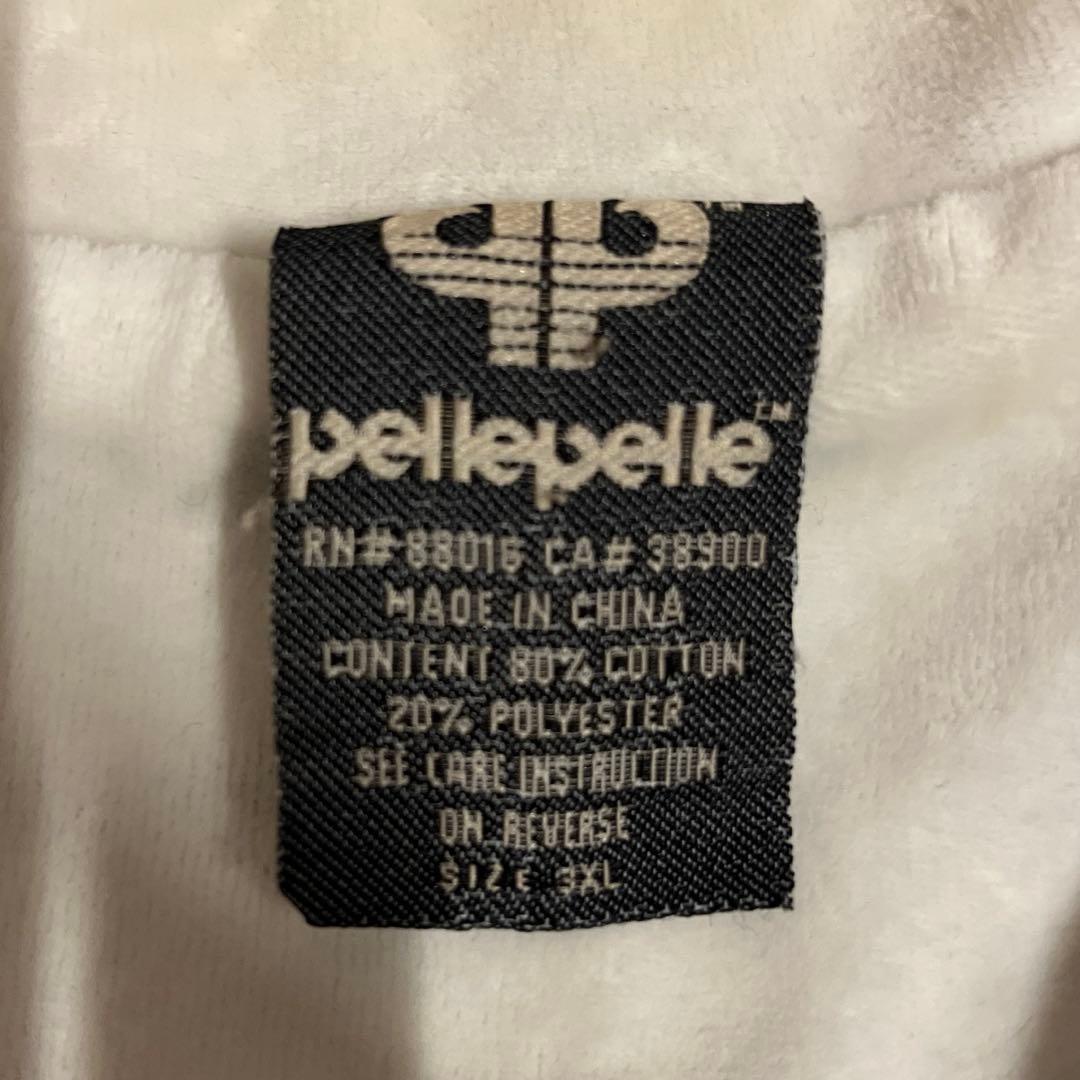 pellepelle™
RN# 88016 CA# 38900
MADE IN CHINA
CONTENT 80% COTTON
20% POLYESTER
SEE CARE INSTRUCTION
ON REVERSE
SIZE 3XL